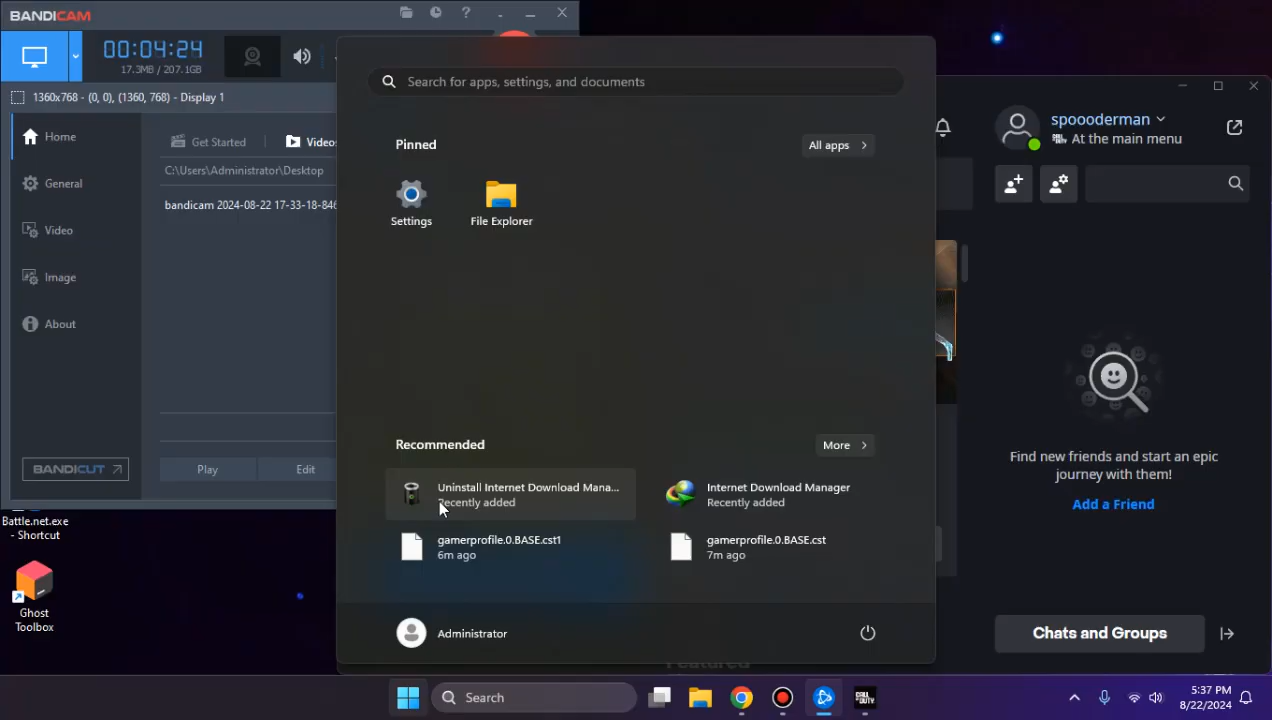 BANDICAM
?
00:04:24
17.3MB / 207.1GB
1360x768 - (0, 0), (1360, 768) - Display 1
Home
General
Video
Image
About
BANDICUT
Get Started
Videos
C:\Users\Administrator\Desktop
bandicam 2024-08-22 17-33-18-846
Play
Edit
Search for apps, settings, and documents
Pinned
All apps
Settings
File Explorer
Recommended
More
Uninstall Internet Download Mana...
Recently added
Internet Download Manager
Recently added
gamerprofile.0.BASE.cst1
6m ago
gamerprofile.0.BASE.cst
7m ago
Administrator
spoooderman
At the main menu
Find new friends and start an epic
journey with them!
Add a Friend
Chats and Groups
Featured
Battle.net.exe
- Shortcut
Ghost
Toolbox
Search
CALL OF DUTY
5:37 PM
8/22/2024